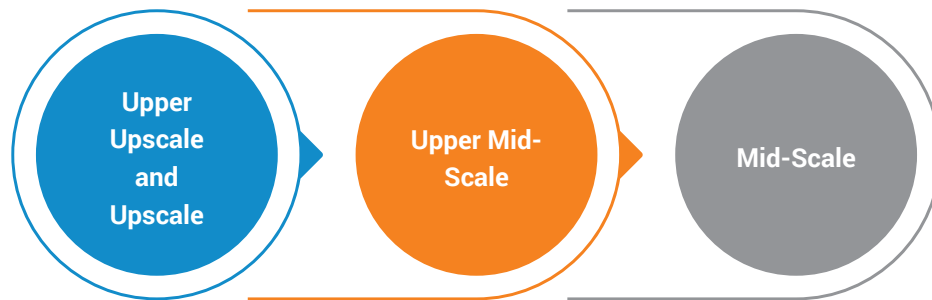 Upper
Upscale
and
Upscale
Upper Mid-
Scale
Mid-Scale